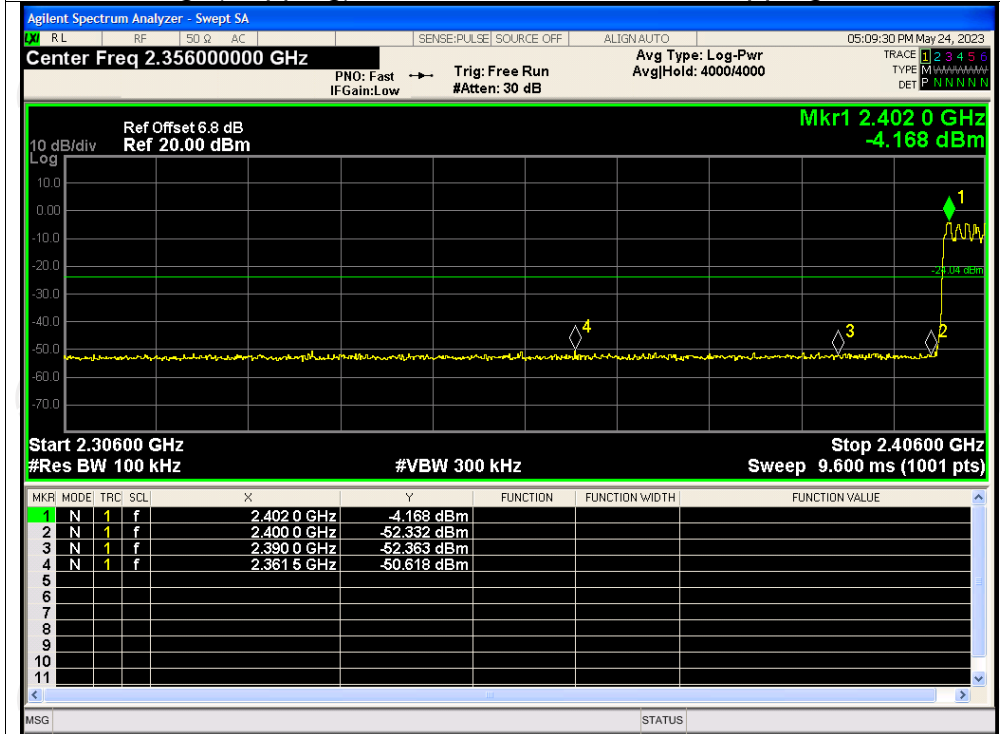 Agilent Spectrum Analyzer - Swept SA
LXI RL RF 50 Ω AC SENSE:PULSE SOURCE OFF ALIGNAUTO 05:09:30 PM May 24, 2023
Center Freq 2.356000000 GHz
PNO: Fast
IFGain:Low
Trig: Free Run
#Atten: 30 dB
Avg Type: Log-Pwr
Avg|Hold: 4000/4000
TRACE 1 2 3 4 5 6
TYPE M
DET P N N N N N
Mkr1 2.402 0 GHz
-4.168 dBm
Ref Offset 6.8 dB
10 dB/div Ref 20.00 dBm
Log
10.0
0.00
-10.0
-20.0
-30.0
-40.0
-50.0
-60.0
-70.0
1
-24.04 dBm
4
3
2
Start 2.30600 GHz Stop 2.40600 GHz
#Res BW 100 kHz #VBW 300 kHz Sweep 9.600 ms (1001 pts)
MKR MODE TRC SCL X Y FUNCTION FUNCTION WIDTH FUNCTION VALUE
1 N 1 f 2.402 0 GHz -4.168 dBm
2 N 1 f 2.400 0 GHz -52.332 dBm
3 N 1 f 2.390 0 GHz -52.363 dBm
4 N 1 f 2.361 5 GHz -50.618 dBm
5
6
7
8
9
10
11
MSG STATUS